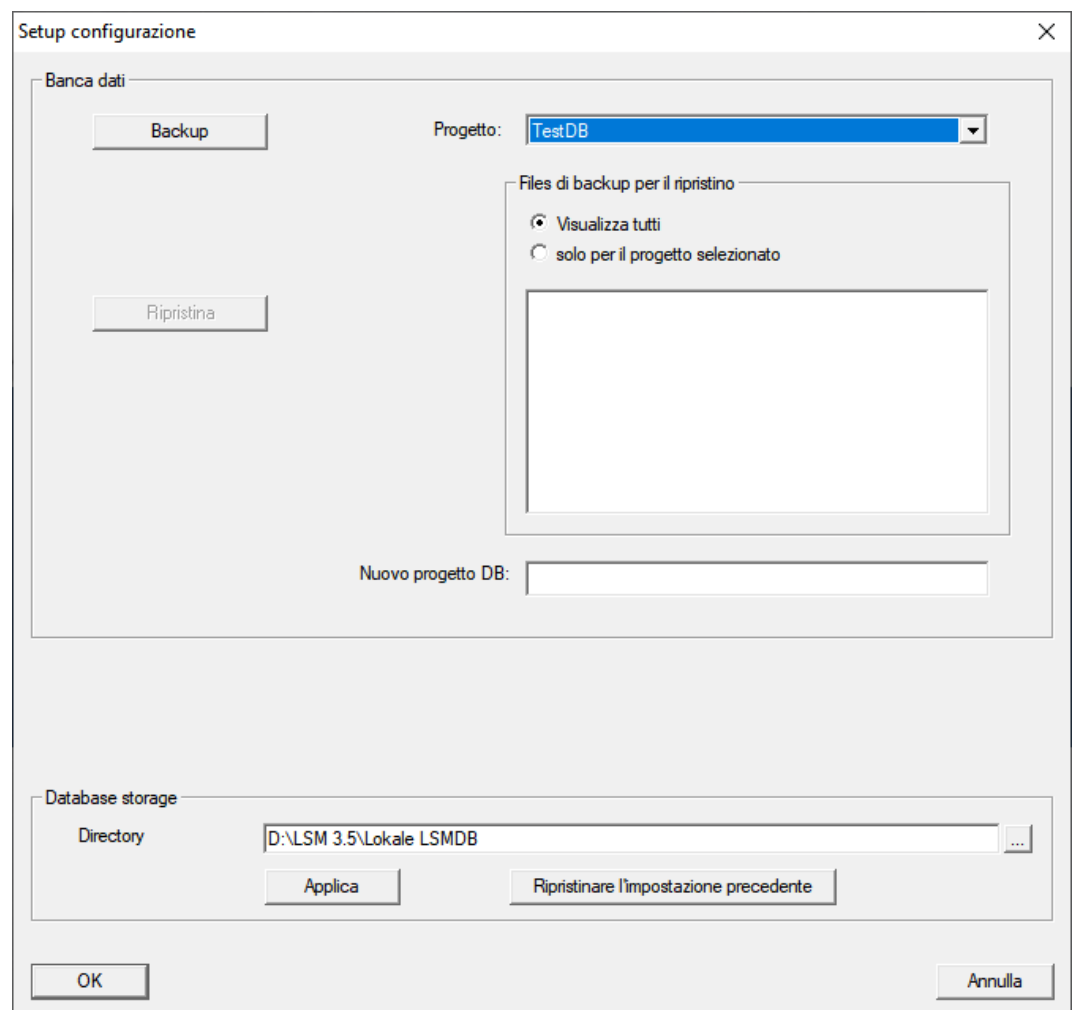 Setup configurazione
Banca dati
Backup
Progetto:
TestDB
Files di backup per il ripristino
Visualizza tutti
solo per il progetto selezionato
Ripristina
Nuovo progetto DB:
Database storage
Directory
D:\LSM 3.5\Lokale LSMDB
...
Applica
Ripristinare l'impostazione precedente
OK
Annulla